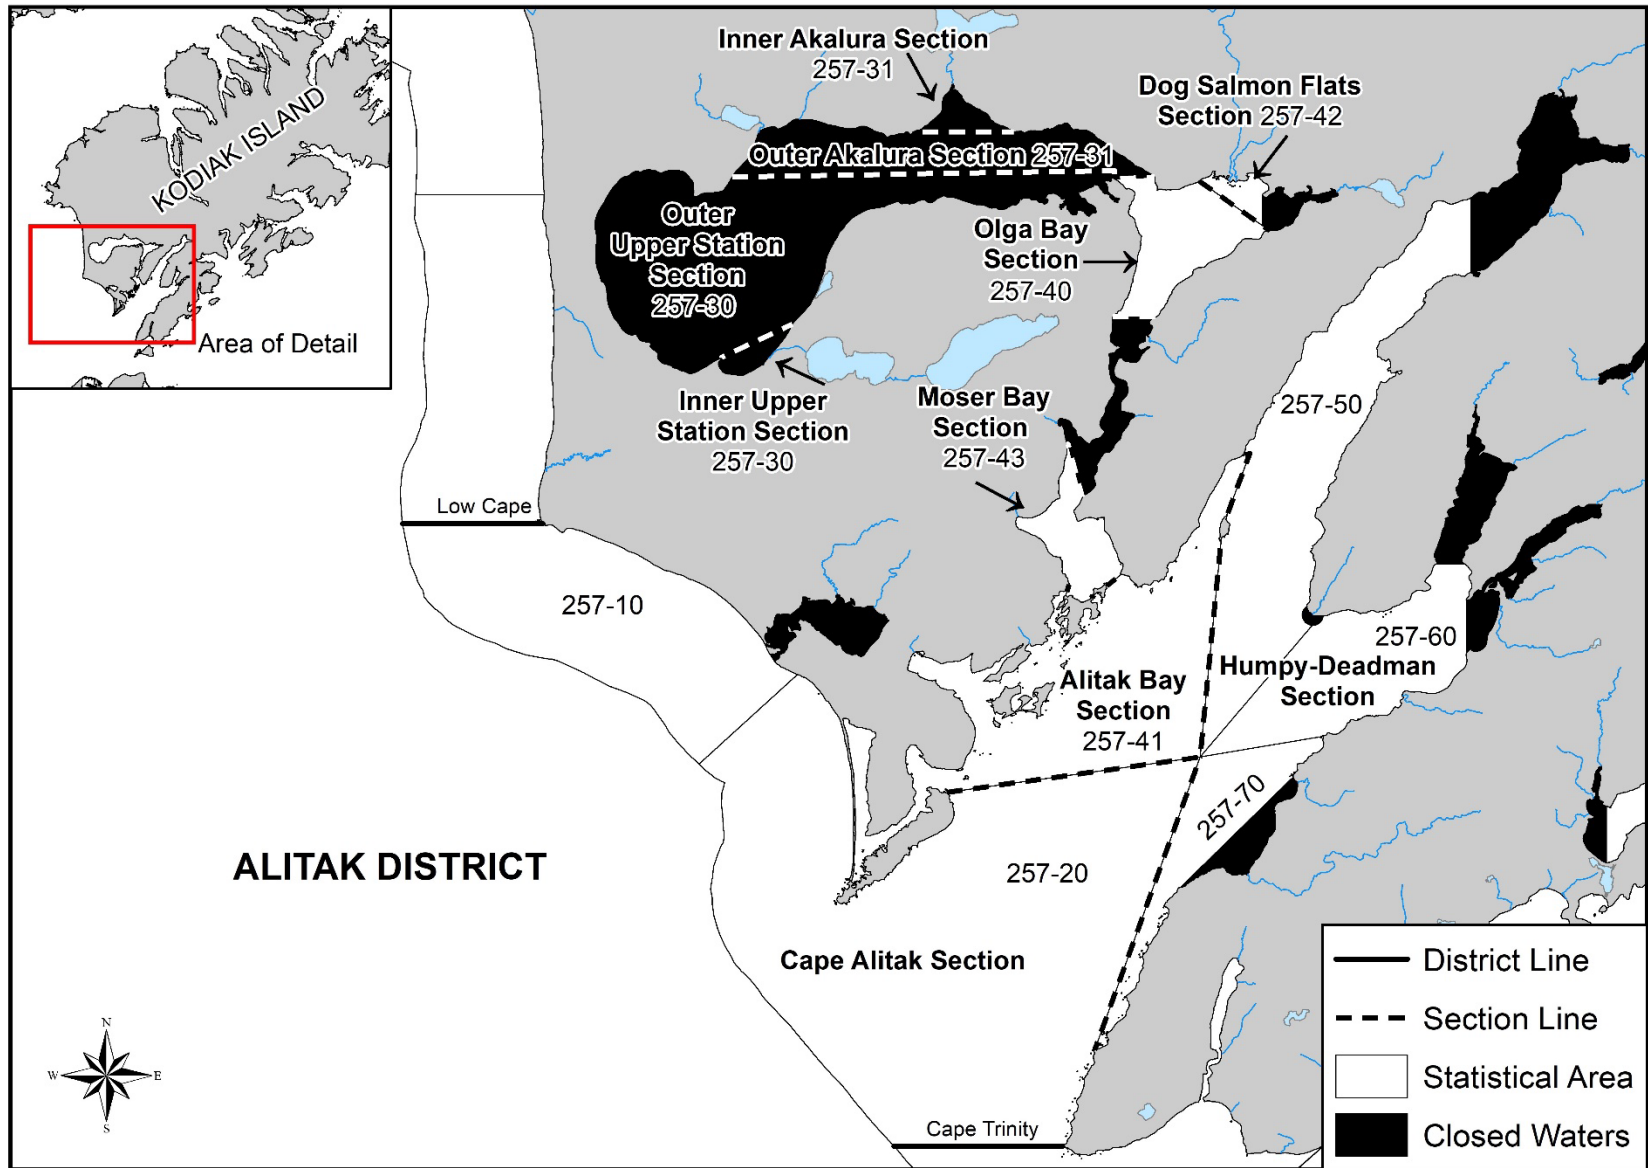 KODIAK ISLAND
Area of Detail
Inner Akalura Section
257-31
Dog Salmon Flats
Section 257-42
Outer Akalura Section 257-31
Outer
Upper Station
Section
257-30
Olga Bay
Section
257-40
Inner Upper
Station Section
257-30
Moser Bay
Section
257-43
257-50
Low Cape
257-10
257-60
Humpy-Deadman
Section
Alitak Bay
Section
257-41
257-70
ALITAK DISTRICT
257-20
Cape Alitak Section
Cape Trinity
N
W
E
S
District Line
Section Line
Statistical Area
Closed Waters